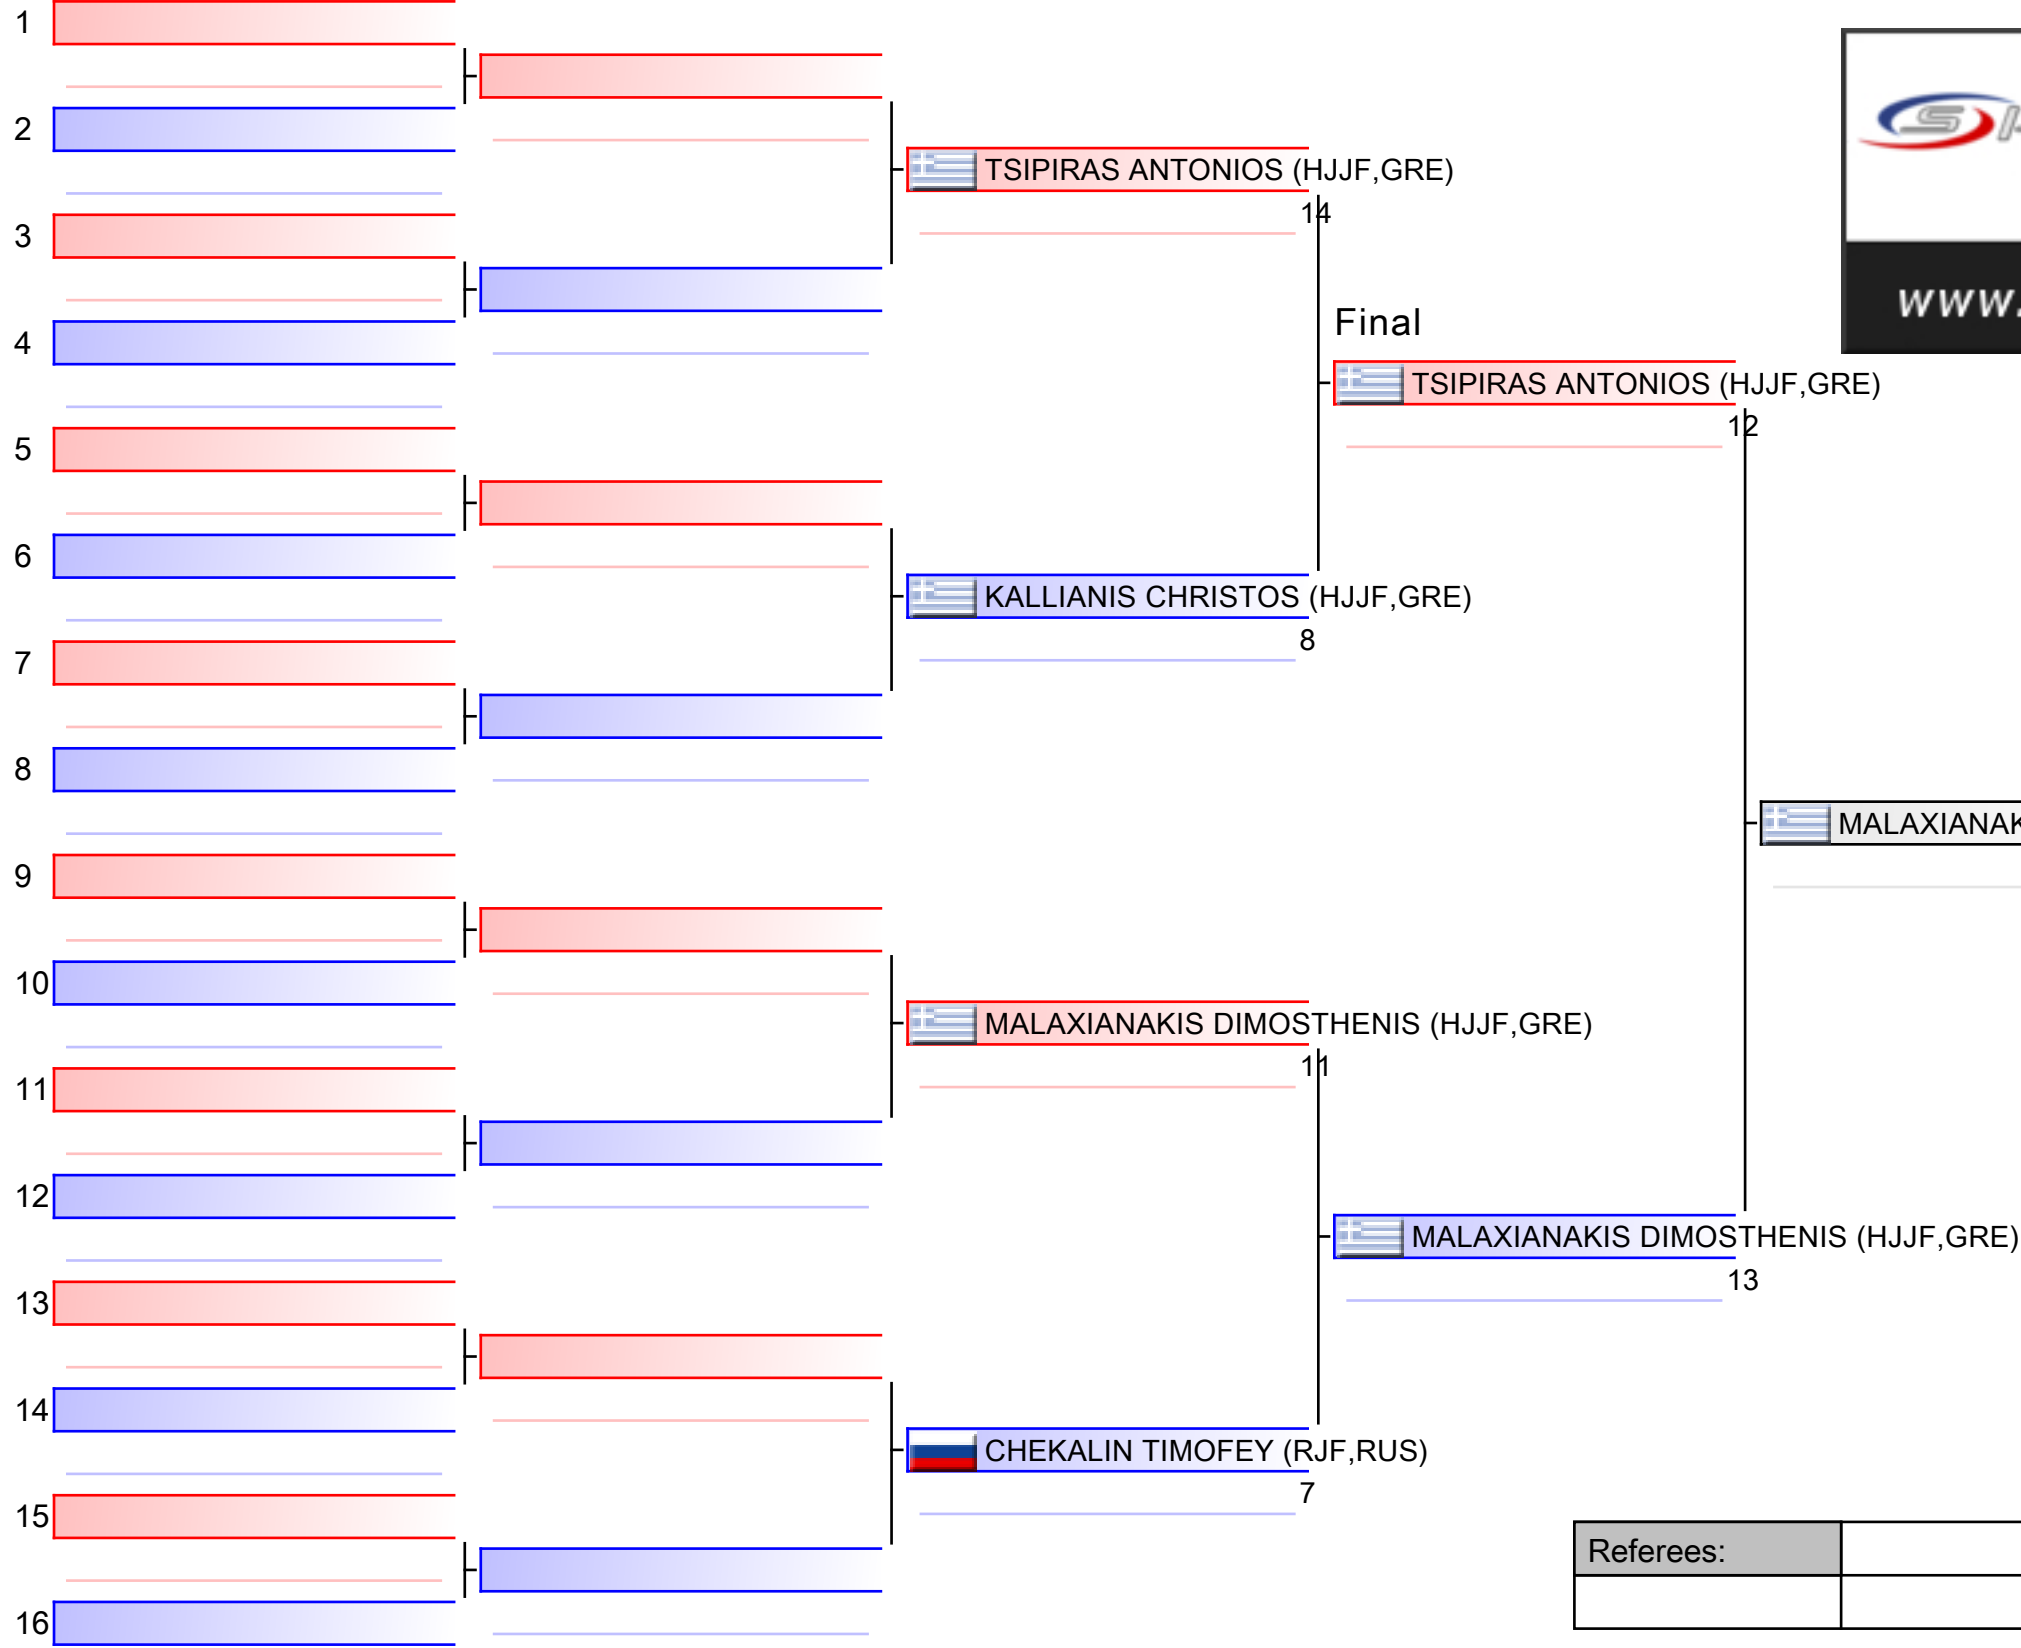 1
2
TSIPIRAS ANTONIOS (HJJF,GRE)
14
3
Final
4
WWW.
TSIPIRAS ANTONIOS (HJJF,GRE)
12
5
6
KALLIANIS CHRISTOS (HJJF,GRE)
8
7
8
9
10
MALAXIANAKIS DIMOSTHENIS (HJJF,GRE)
11
11
12
MALAXIANAKIS DIMOSTHENIS (HJJF,GRE)
13
13
14
CHEKALIN TIMOFEY (RJF,RUS)
7
15
Referees:
16